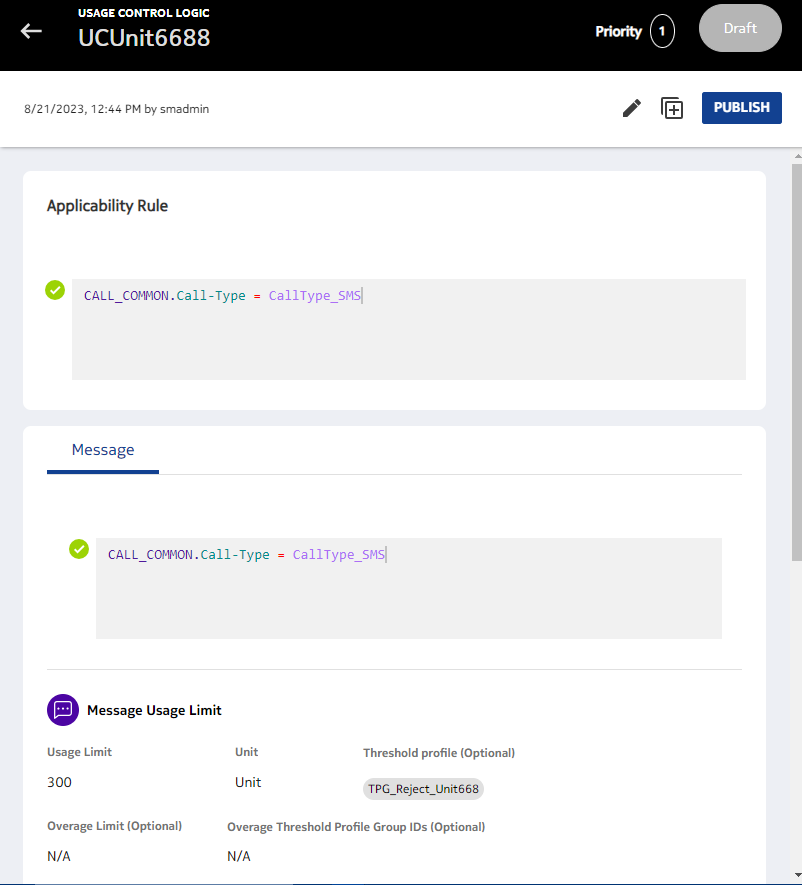 USAGE CONTROL LOGIC
UCUnit6688
Priority 1 Draft
8/21/2023, 12:44 PM by smadmin PUBLISH
Applicability Rule
CALL_COMMON.Call-Type = CallType_SMS
Message
CALL_COMMON.Call-Type = CallType_SMS
Message Usage Limit
Usage Limit Unit Threshold profile (Optional)
300 Unit TPG_Reject_Unit668
Overage Limit (Optional) Overage Threshold Profile Group IDs (Optional)
N/A N/A